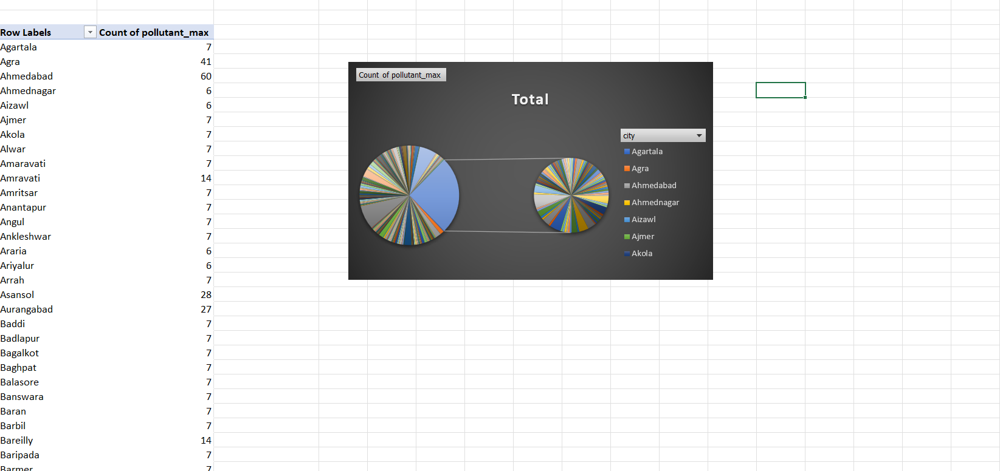 Row Labels Count of pollutant_max
Agartala 7
Agra 41
Ahmedabad 60
Ahmednagar 6
Aizawl 6
Ajmer 7
Akola 7
Alwar 7
Amaravati 7
Amravati 14
Amritsar 7
Anantapur 7
Angul 7
Ankleshwar 7
Araria 6
Ariyalur 6
Arrah 7
Asansol 28
Aurangabad 27
Baddi 7
Badlapur 7
Bagalkot 7
Baghpat 7
Balasore 7
Banswara 7
Baran 7
Barbil 7
Bareilly 14
Baripada 7
Barmer 7
Count of pollutant_max
Total
city
Agartala
Agra
Ahmedabad
Ahmednagar
Aizawl
Ajmer
Akola